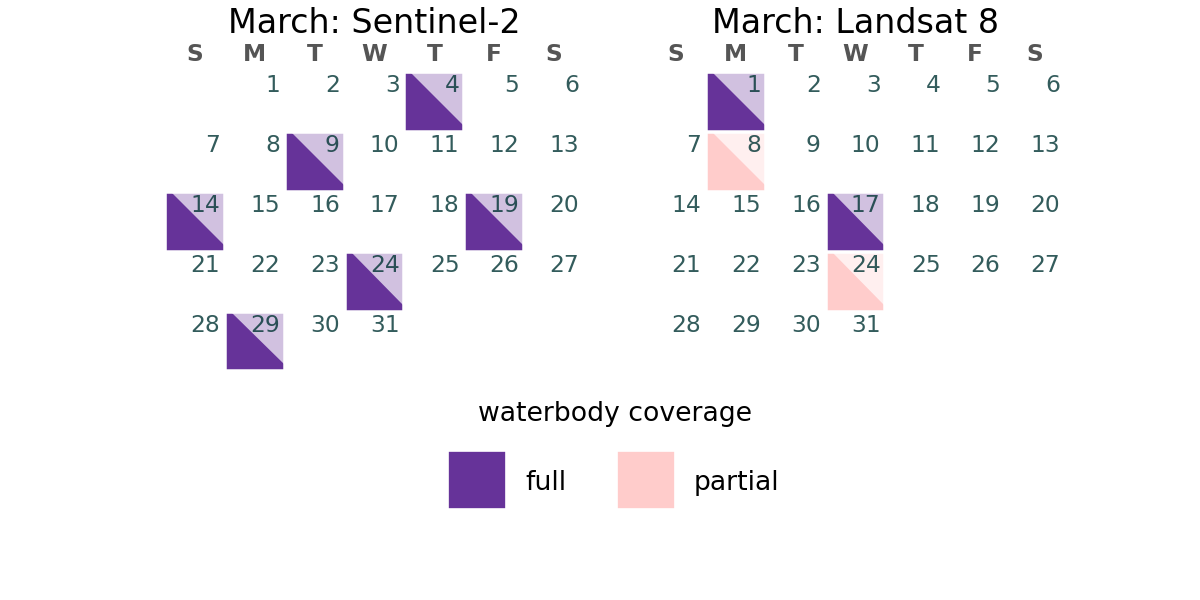 March: Sentinel-2
S M T W T F S
1 2 3 4 5 6
7 8 9 10 11 12 13
14 15 16 17 18 19 20
21 22 23 24 25 26 27
28 29 30 31
March: Landsat 8
S M T W T F S
1 2 3 4 5 6
7 8 9 10 11 12 13
14 15 16 17 18 19 20
21 22 23 24 25 26 27
28 29 30 31
waterbody coverage
full partial